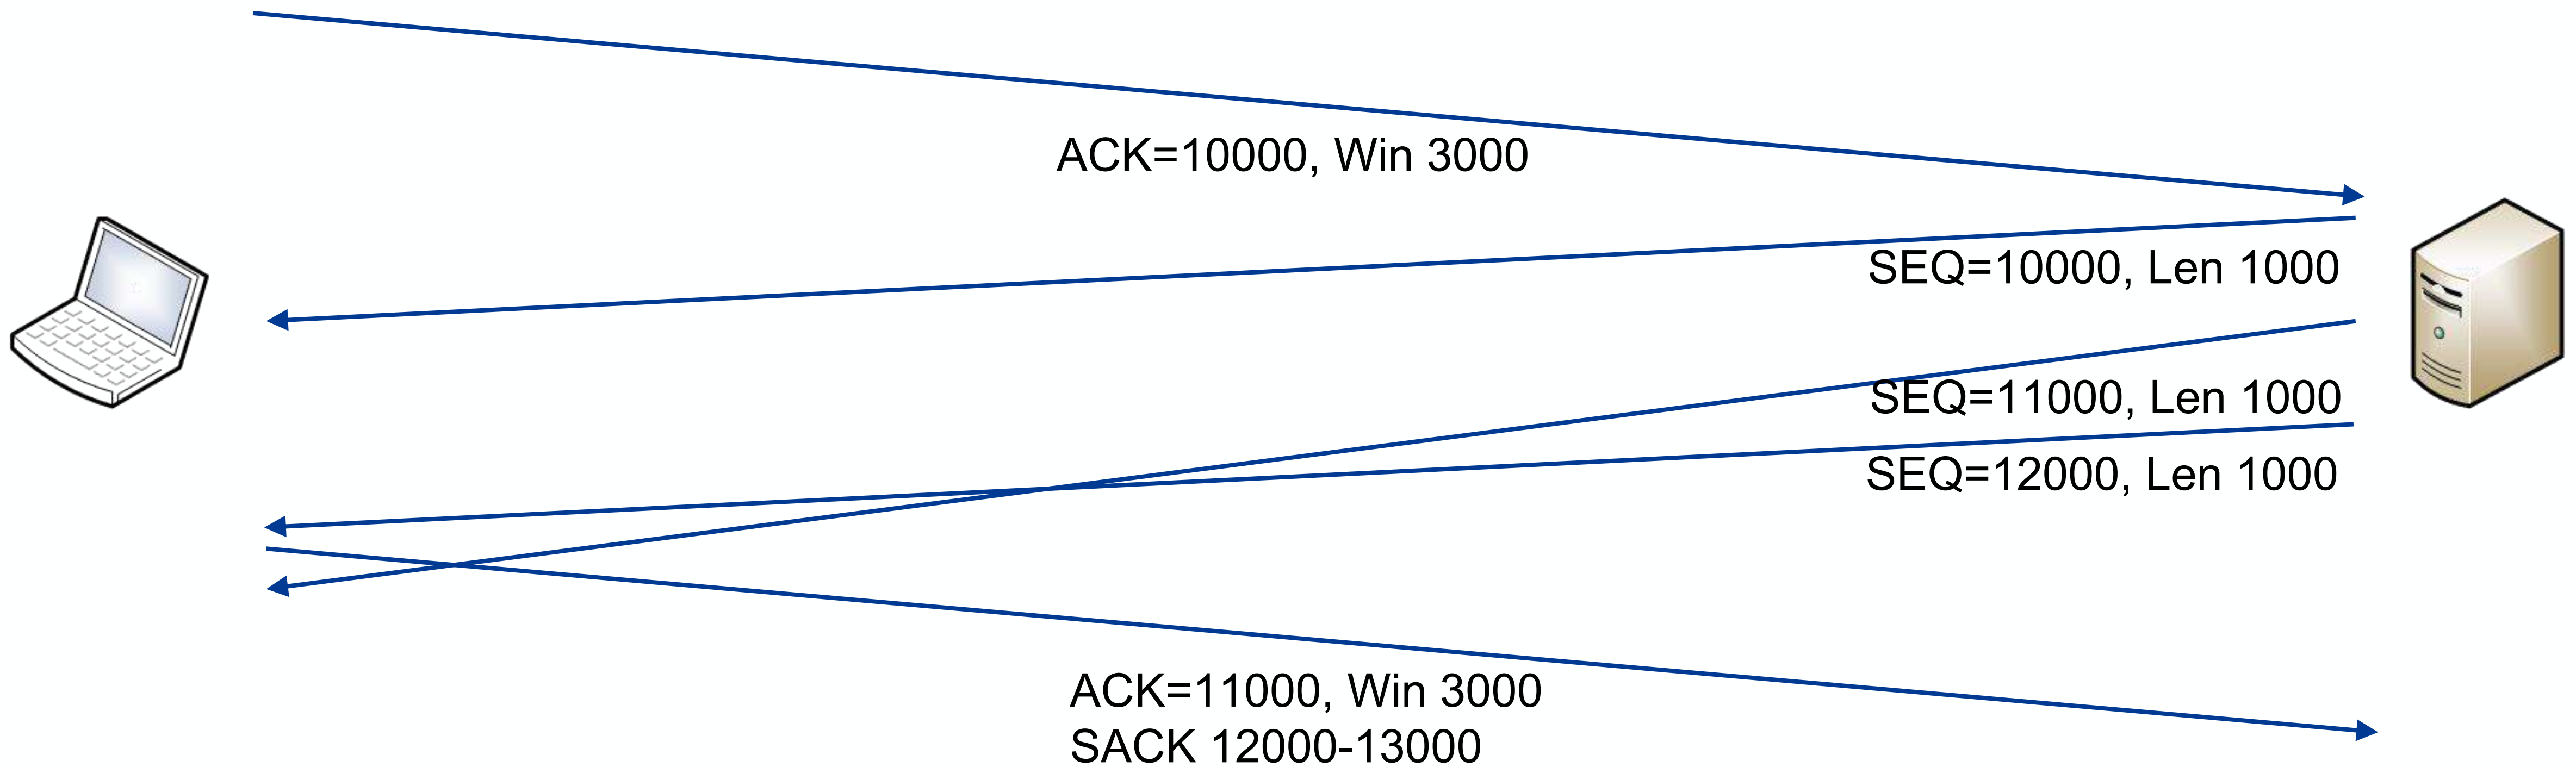 ACK=10000, Win 3000
SEQ=10000, Len 1000
SEQ=11000, Len 1000
SEQ=12000, Len 1000
ACK=11000, Win 3000
SACK 12000-13000